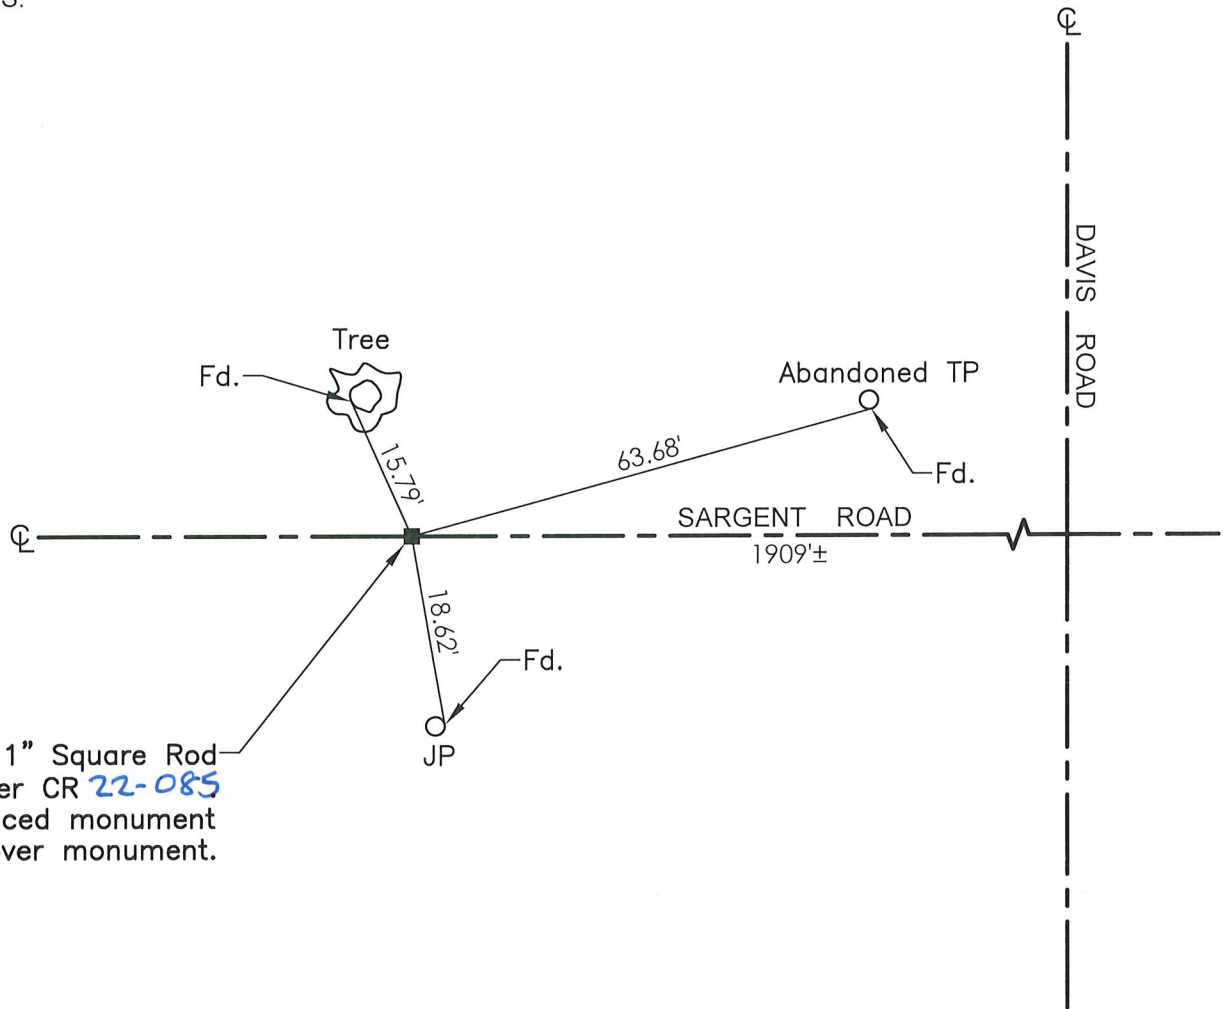 S.
℄
DAVIS ROAD
Tree
Fd.
Abandoned TP
15.79'
63.68'
Fd.
SARGENT ROAD
℄
1909'±
18.62'
Fd.
JP
1" Square Rod
er CR 22-085.
ced monument
ver monument.